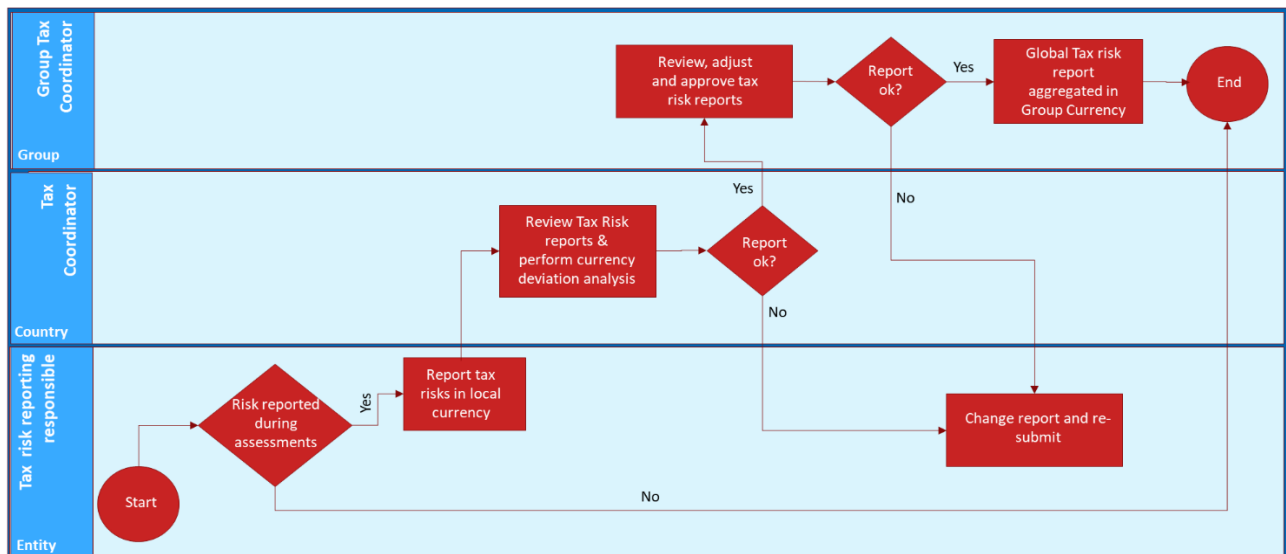 Group Tax
Coordinator
Group
Review, adjust
and approve tax
risk reports
Report
ok?
Yes
Global Tax risk
report
aggregated in
Group Currency
End
Tax
Coordinator
Country
Review Tax Risk
reports &
perform currency
deviation analysis
Yes
Report
ok?
No
No
Tax risk reporting
responsible
Entity
Start
Risk reported
during
assessments
Yes
Report tax
risks in local
currency
Change report and re-
submit
No